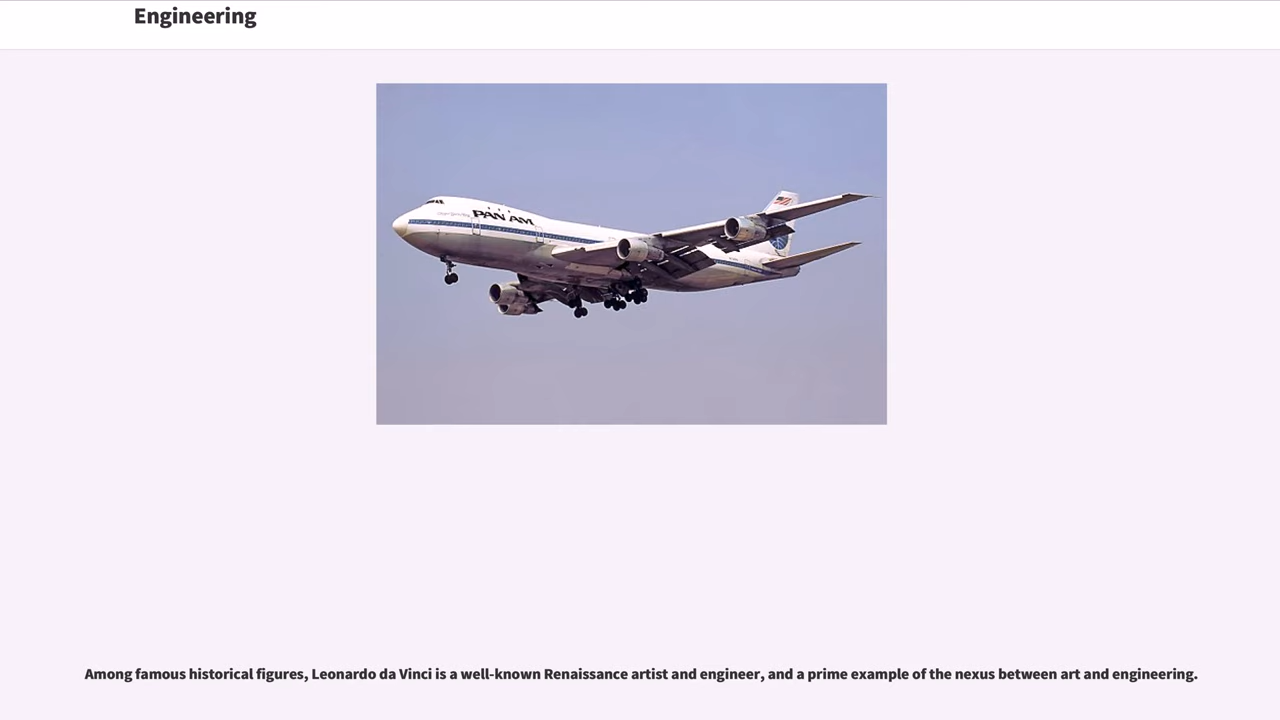 Engineering
PAN AM
Among famous historical figures, Leonardo da Vinci is a well-known Renaissance artist and engineer, and a prime example of the nexus between art and engineering.